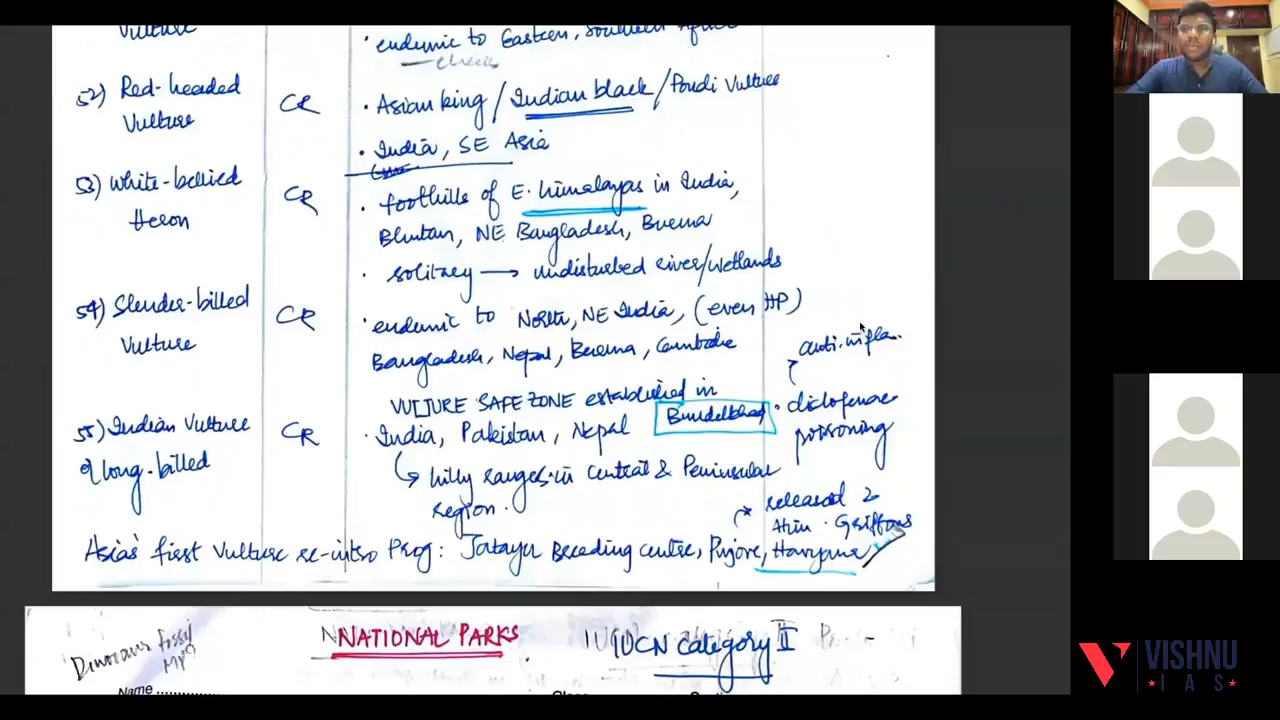 Vulture
• endemic to Eastern, Southern Africa
check
52) Red-headed Vulture
CR
• Asian king / Indian black / Pondi Vulture
• India, SE Asia
53) White-bellied Heron
CR
• foothills of E. himalayas in India,
Bhutan, NE Bangladesh, Burma
• solitary → undisturbed river/wetlands
54) Slender-billed Vulture
CR
• endemic to North, NE India, (even HP)
Bangladesh, Nepal, Burma, Cambodia
anti.infla.
VULTURE SAFE ZONE established in Bundelkhand
• diclofenac poisoning
55) Indian Vulture
or long-billed
CR
• India, Pakistan, Nepal
↳ hilly ranges in Central & Peninsular
region.
released 2
Him. Griffons
Asia's first Vulture re-intro Prog: Jatayu Breeding centre, Pinjore, Haryana
Dinosaur fossil
MP
NATIONAL PARKS
IUCN category II
Name
VISHNU
IAS